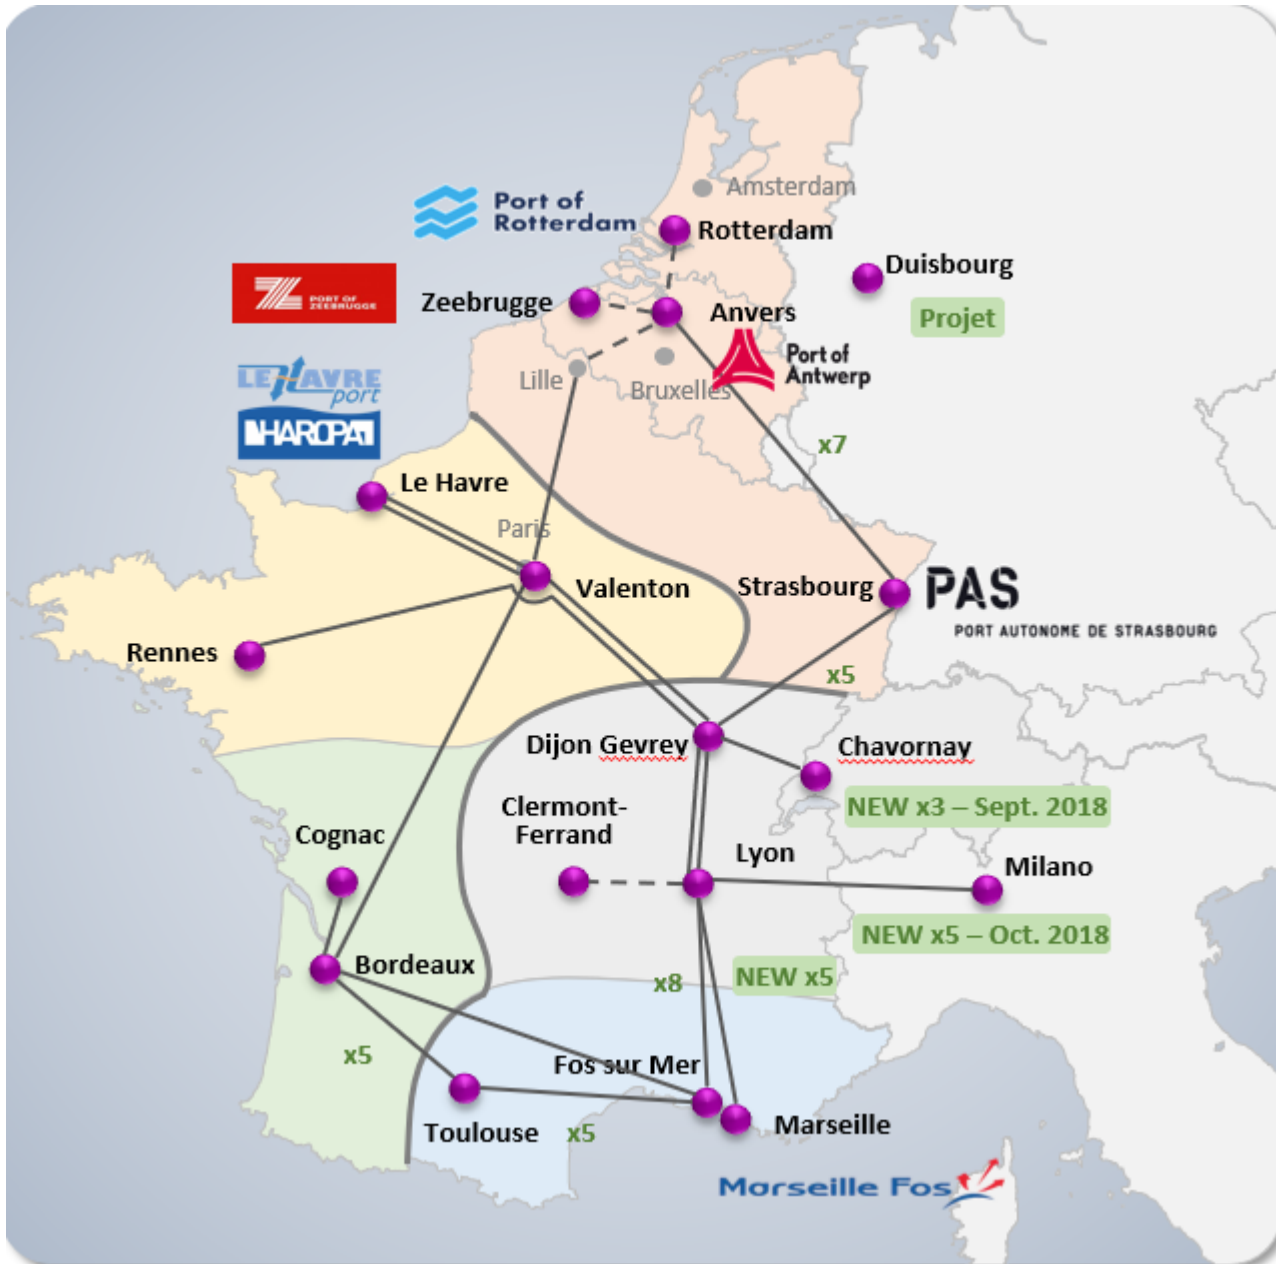 Amsterdam
Port of
Rotterdam
Rotterdam
Duisbourg
Projet
PORT OF
ZEEBRUGGE
Zeebrugge
Anvers
Port of
Antwerp
Lille
Bruxelles
LE HAVRE
port
HAROPA
x7
Le Havre
Paris
Valenton
Strasbourg
PAS
PORT AUTONOME DE STRASBOURG
Rennes
x5
Dijon Gevrey
Chavornay
NEW x3 – Sept. 2018
Clermont-
Ferrand
Cognac
Lyon
Milano
NEW x5 – Oct. 2018
Bordeaux
x8
NEW x5
x5
Fos sur Mer
Toulouse
x5
Marseille
Marseille Fos